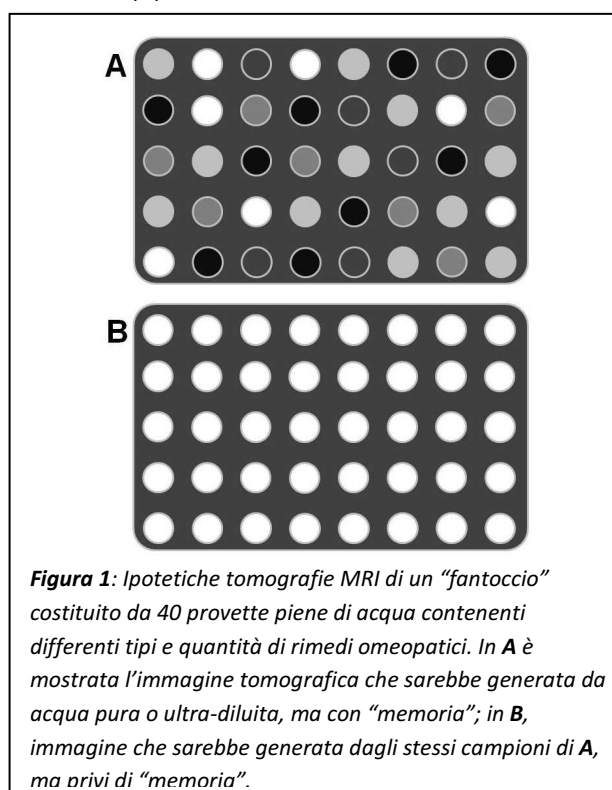 A
B
Figura 1: Ipotetiche tomografie MRI di un “fantoccio”
costituito da 40 provette piene di acqua contenenti
differenti tipi e quantità di rimedi omeopatici. In A è
mostrata l’immagine tomografica che sarebbe generata da
acqua pura o ultra-diluita, ma con “memoria”; in B,
immagine che sarebbe generata dagli stessi campioni di A,
ma privi di “memoria”.